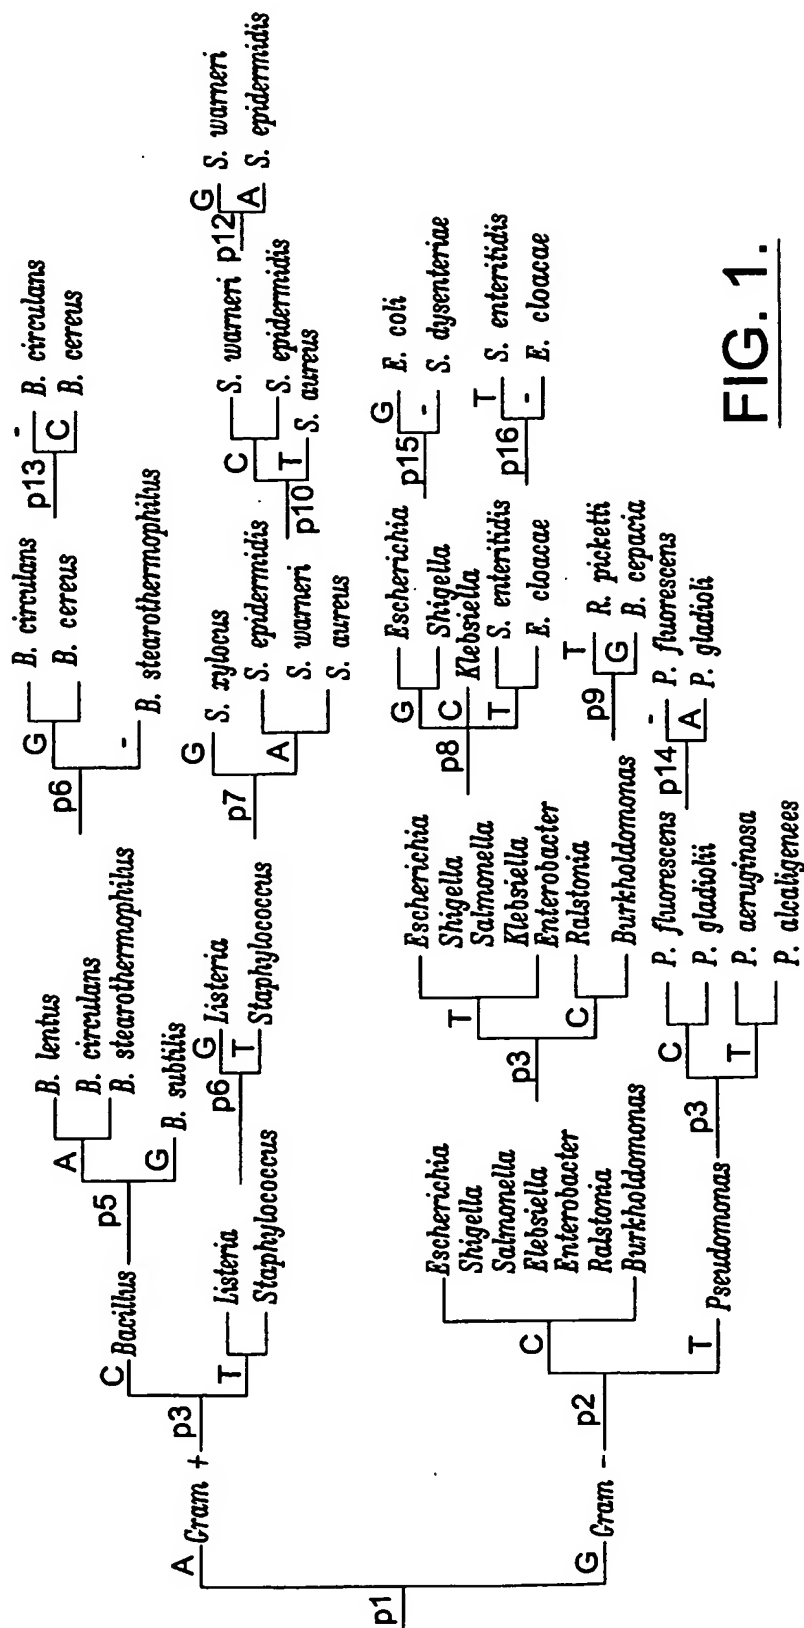 p1
A Gram +
G Gram -
p3
C Bacillus
T
Listeria
Staphylococcus
p5
A
B. lentus
B. circulans
B. stearothermophilus
G B. subtilis
p6
G
B. circulans
B. cereus
- B. stearothermophilus
p13
- B. circulans
C B. cereus
p6
G Listeria
T Staphylococcus
p7
G S. xylocus
A
S. epidermidis
S. warneri
S. aureus
p10
C
S. warneri
S. epidermidis
T S. aureus
p12
G S. warneri
A S. epidermidis
p2
C
Escherichia
Shigella
Salmonella
Elebsiella
Enterobacter
Ralstonia
Burkholdomonas
T Pseudomonas
p3
T
Escherichia
Shigella
Salmonella
Klebsiella
Enterobacter
C
Ralstonia
Burkholdomonas
p8
G
Escherichia
Shigella
C Klebsiella
T
S. enteritidis
E. cloacae
p15
G E. coli
- S. dysenteriae
p16
T S. enteritidis
- E. cloacae
p9
T R. picketti
G B. cepacia
p3
C
P. fluorescens
P. gladiolii
T
P. aeruginosa
P. alcaligenees
p14
- P. fluorescens
A P. gladioli
FIG. 1.